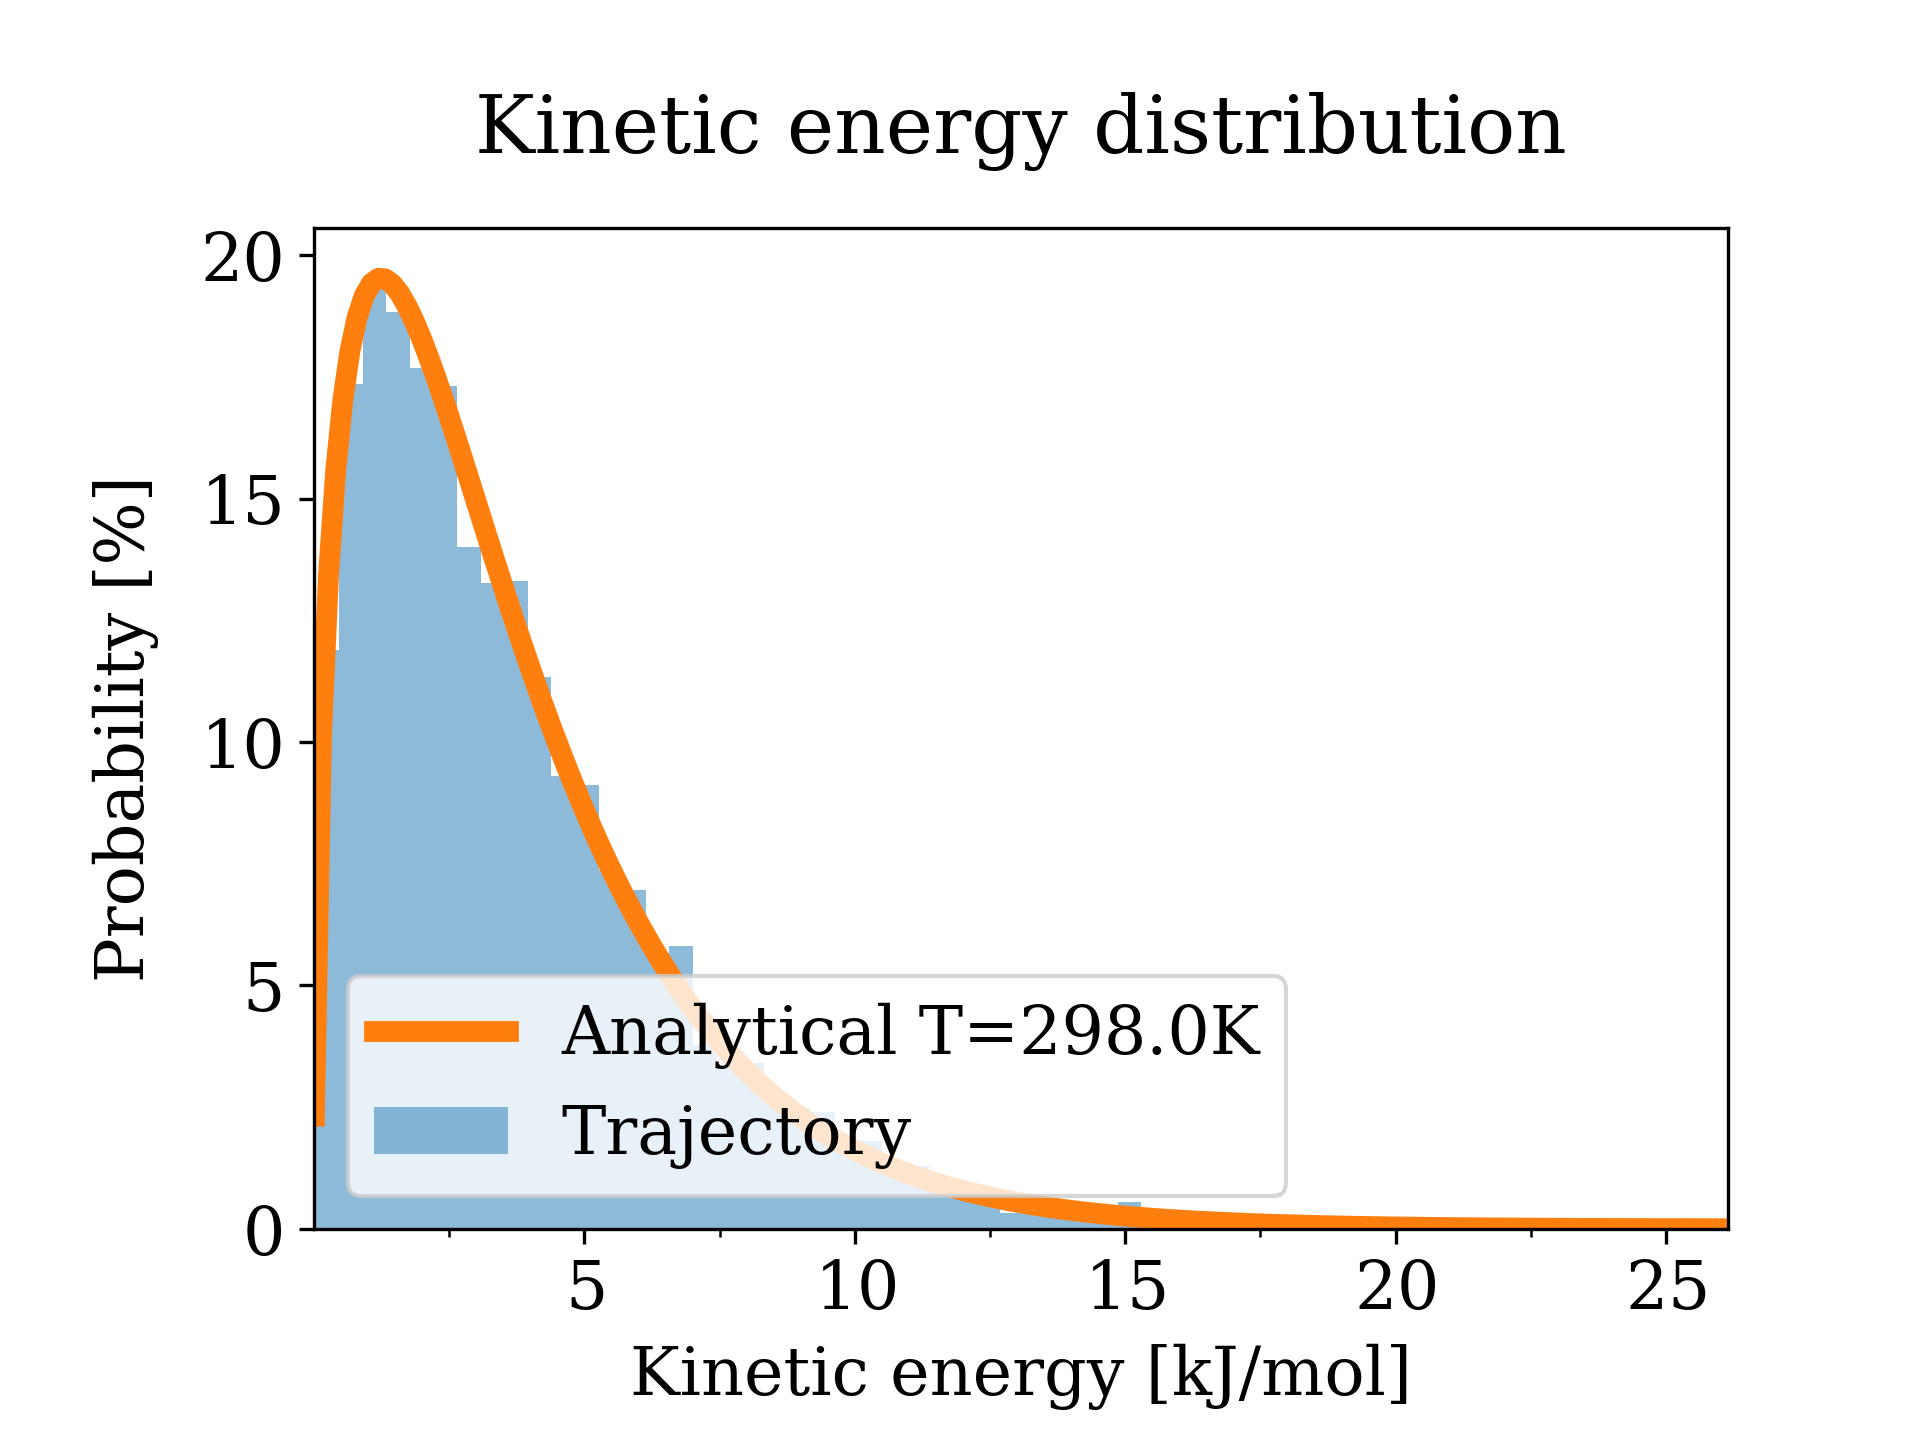 Kinetic energy distribution
20
15
10
5
0
Probability [%]
Analytical T=298.0K
Trajectory
5 10 15 20 25
Kinetic energy [kJ/mol]